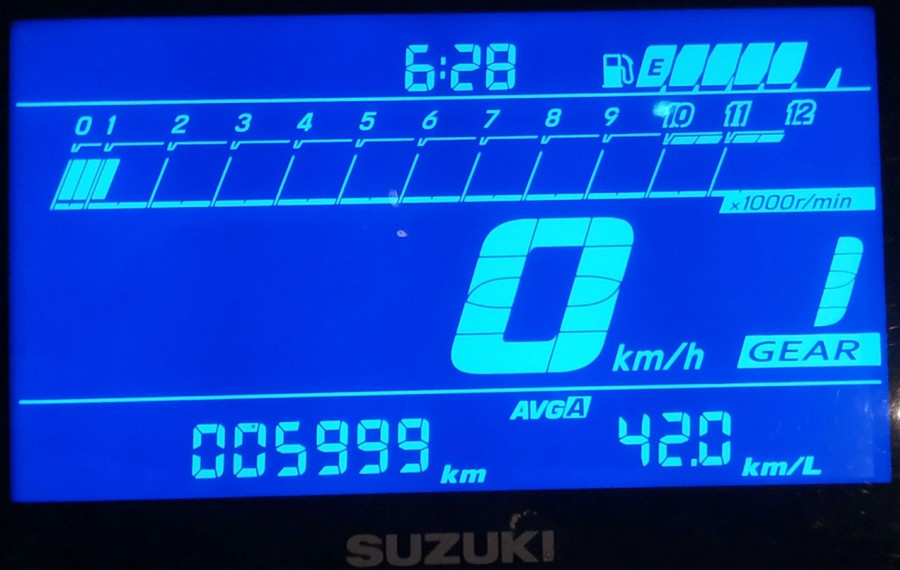 6:28 E
0 1 2 3 4 5 6 7 8 9 10 11 12
x1000r/min
0 km/h 1
GEAR
AVG A
005999 km 42.0 km/L
SUZUKI